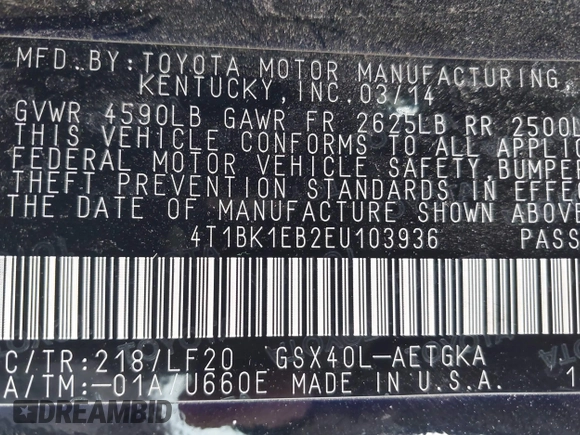 MFD. BY: TOYOTA MOTOR MANUFACTURING,
KENTUCKY, INC. 03/14
GVWR 4590LB GAWR FR 2625LB RR 2500L
THIS VEHICLE CONFORMS TO ALL APPLIC
FEDERAL MOTOR VEHICLE SAFETY, BUMPER
THEFT PREVENTION STANDARDS IN EFFEC
THE DATE OF MANUFACTURE SHOWN ABOVE
4T1BK1EB2EU103936 PASS
C/TR:218/LF20 GSX40L-AETGKA
A/TM:-01A/U660E MADE IN U.S.A. 1
DREAMBID